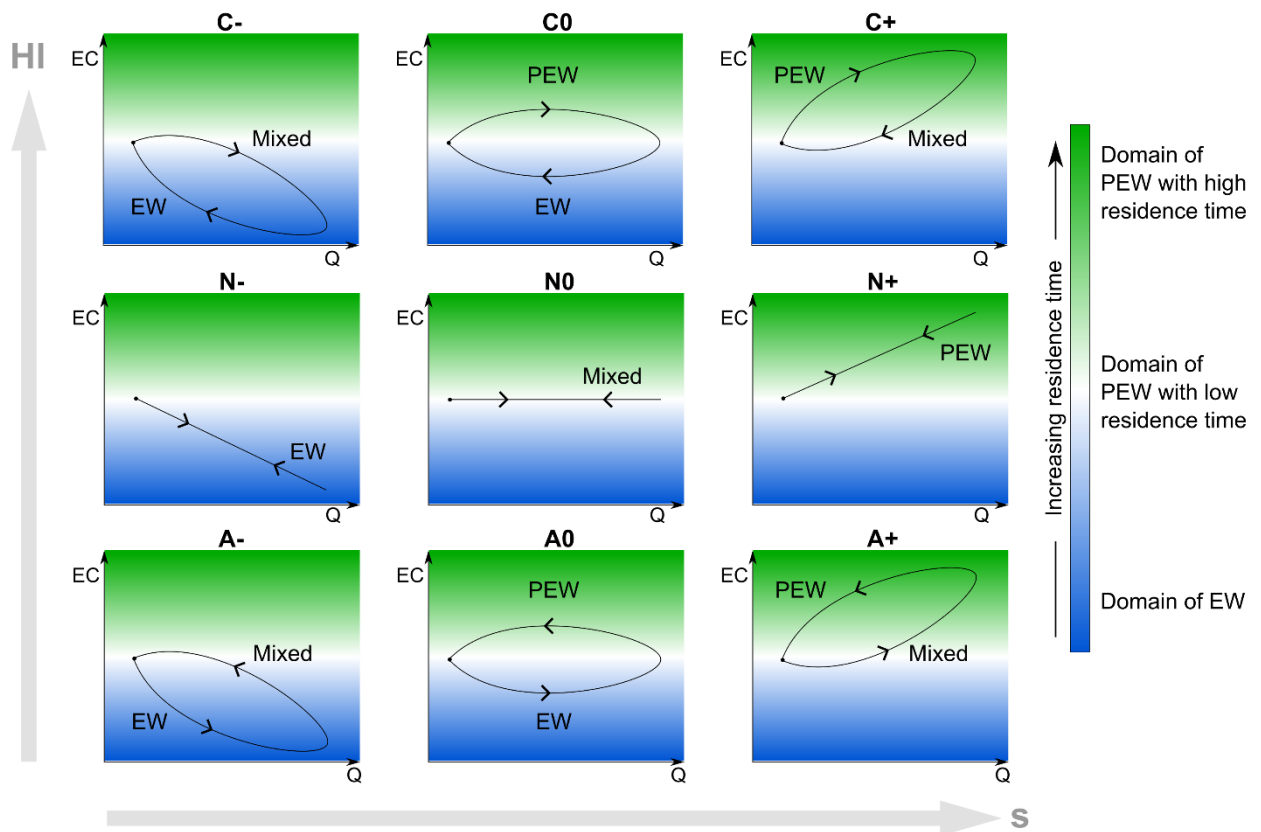 HI
C-
EC
Mixed
EW
Q
C0
EC
PEW
EW
Q
C+
EC
PEW
Mixed
Q
N-
EC
EW
Q
N0
EC
Mixed
Q
N+
EC
PEW
Q
A-
EC
Mixed
EW
Q
A0
EC
PEW
EW
Q
A+
EC
PEW
Mixed
Q
s
Increasing residence time
Domain of
PEW with high
residence time
Domain of
PEW with low
residence time
Domain of EW